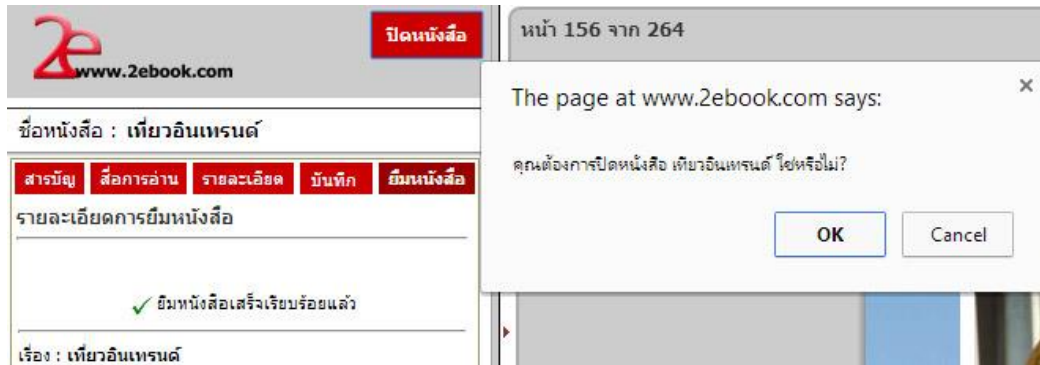 2e
www.2ebook.com
ปิดหนังสือ
ชื่อหนังสือ : เที่ยวอินเทรนด์
สารบัญ สื่อการอ่าน รายละเอียด บันทึก ยืมหนังสือ
รายละเอียดการยืมหนังสือ
ยืมหนังสือเสร็จเรียบร้อยแล้ว
เรื่อง : เที่ยวอินเทรนด์
หน้า 156 จาก 264
The page at www.2ebook.com says:
คุณต้องการปิดหนังสือ เที่ยวอินเทรนด์ ใช่หรือไม่?
OK Cancel